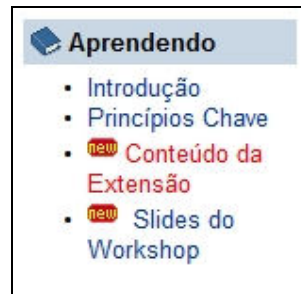 Aprendendo
Introdução
Princípios Chave
new Conteúdo da
Extensão
new Slides do
Workshop